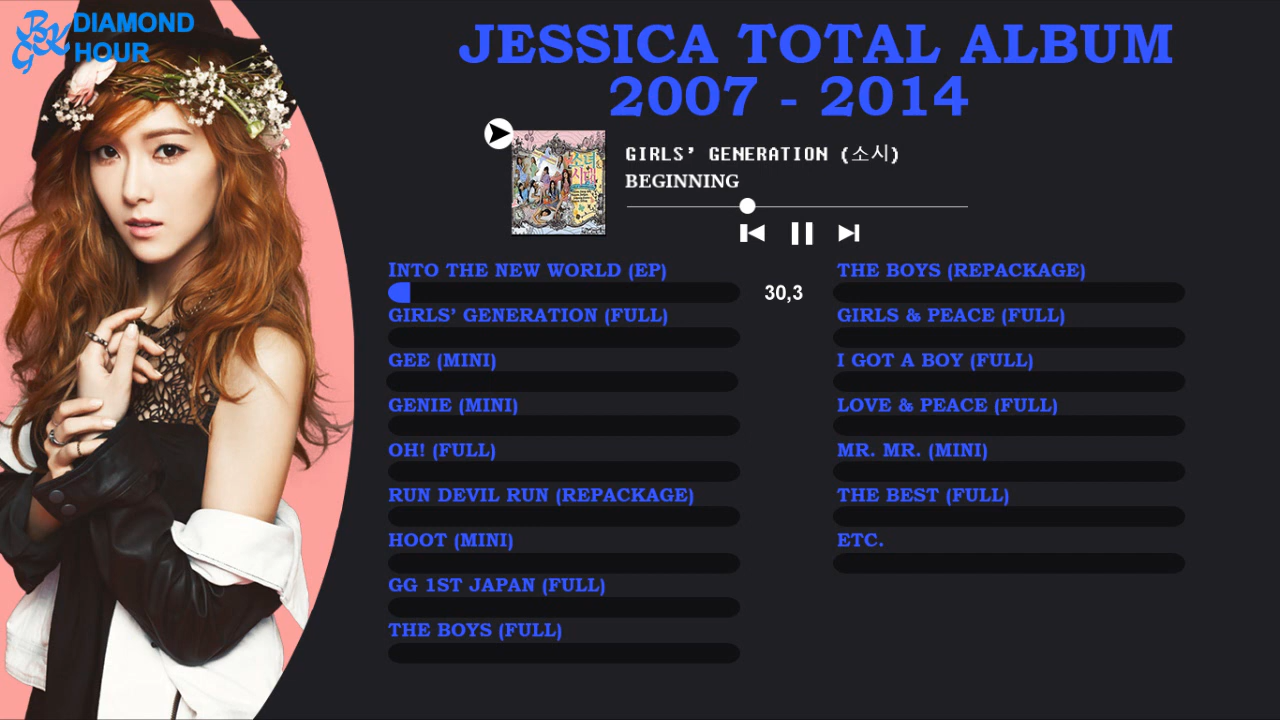 DIAMOND
HOUR
JESSICA TOTAL ALBUM
2007 - 2014
GIRLS' GENERATION (소시)
BEGINNING
INTO THE NEW WORLD (EP)
30,3
GIRLS' GENERATION (FULL)
GEE (MINI)
GENIE (MINI)
OH! (FULL)
RUN DEVIL RUN (REPACKAGE)
HOOT (MINI)
GG 1ST JAPAN (FULL)
THE BOYS (FULL)
THE BOYS (REPACKAGE)
GIRLS & PEACE (FULL)
I GOT A BOY (FULL)
LOVE & PEACE (FULL)
MR. MR. (MINI)
THE BEST (FULL)
ETC.